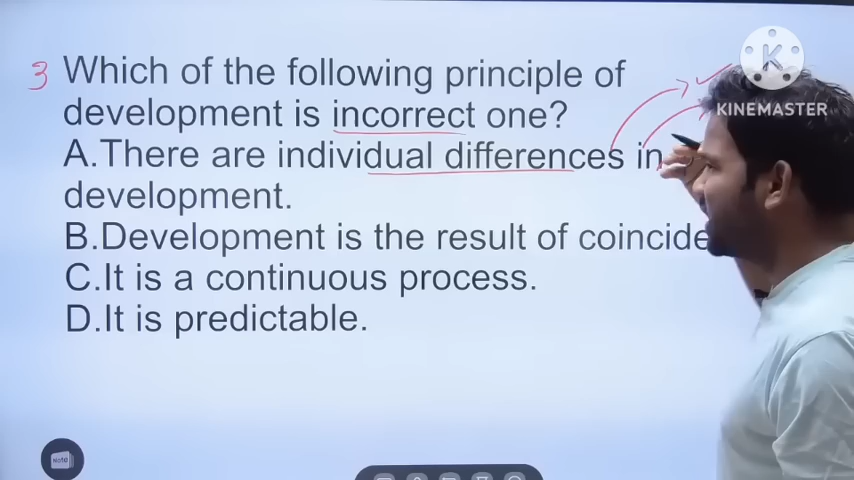 3 Which of the following principle of
development is incorrect one?
A.There are individual differences in
development.
B.Development is the result of
C.It is a continuous process.
D.It is predictable.
K
KINEMASTER
Note